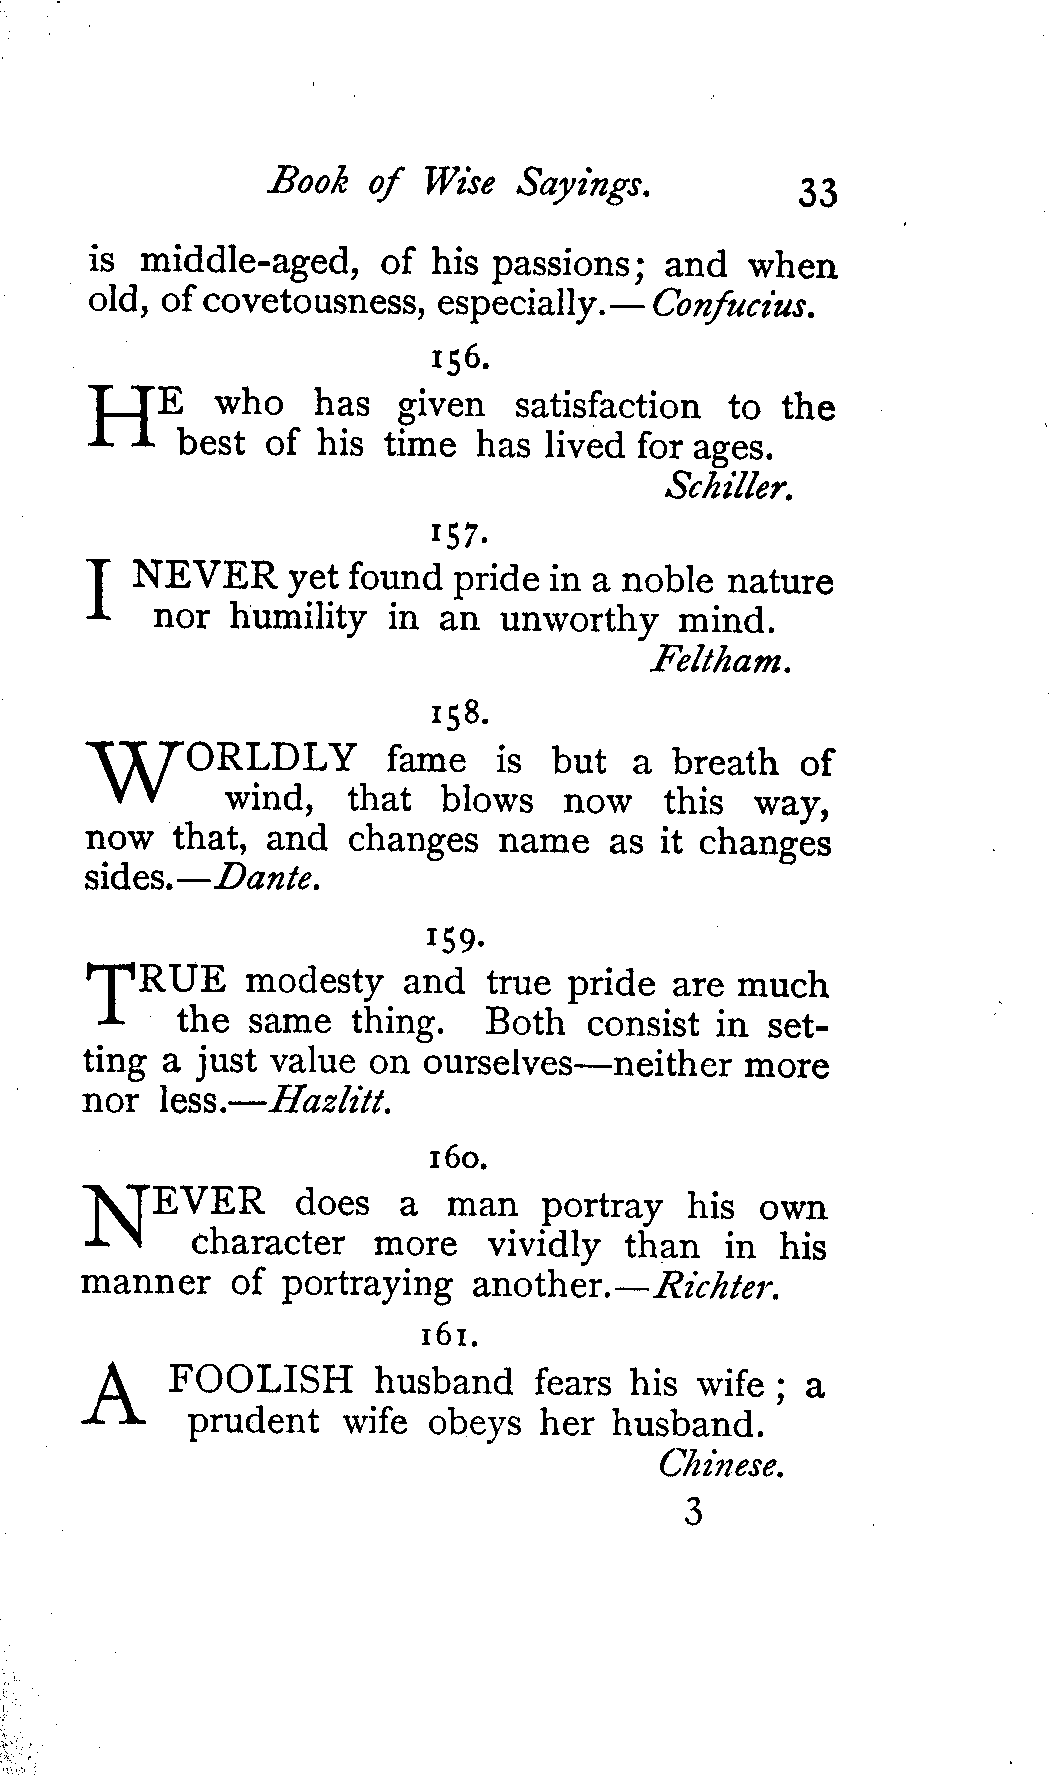 Book of Wise Sayings. 33
is middle-aged, of his passions; and when
old, of covetousness, especially.—Confucius.
156.
HE who has given satisfaction to the
best of his time has lived for ages.
Schiller.
157.
I NEVER yet found pride in a noble nature
nor humility in an unworthy mind.
Feltham.
158.
WORLDLY fame is but a breath of
wind, that blows now this way,
now that, and changes name as it changes
sides.—Dante.
159.
TRUE modesty and true pride are much
the same thing. Both consist in set-
ting a just value on ourselves—neither more
nor less.—Hazlitt.
160.
NEVER does a man portray his own
character more vividly than in his
manner of portraying another.—Richter.
161.
A FOOLISH husband fears his wife ; a
prudent wife obeys her husband.
Chinese.
3